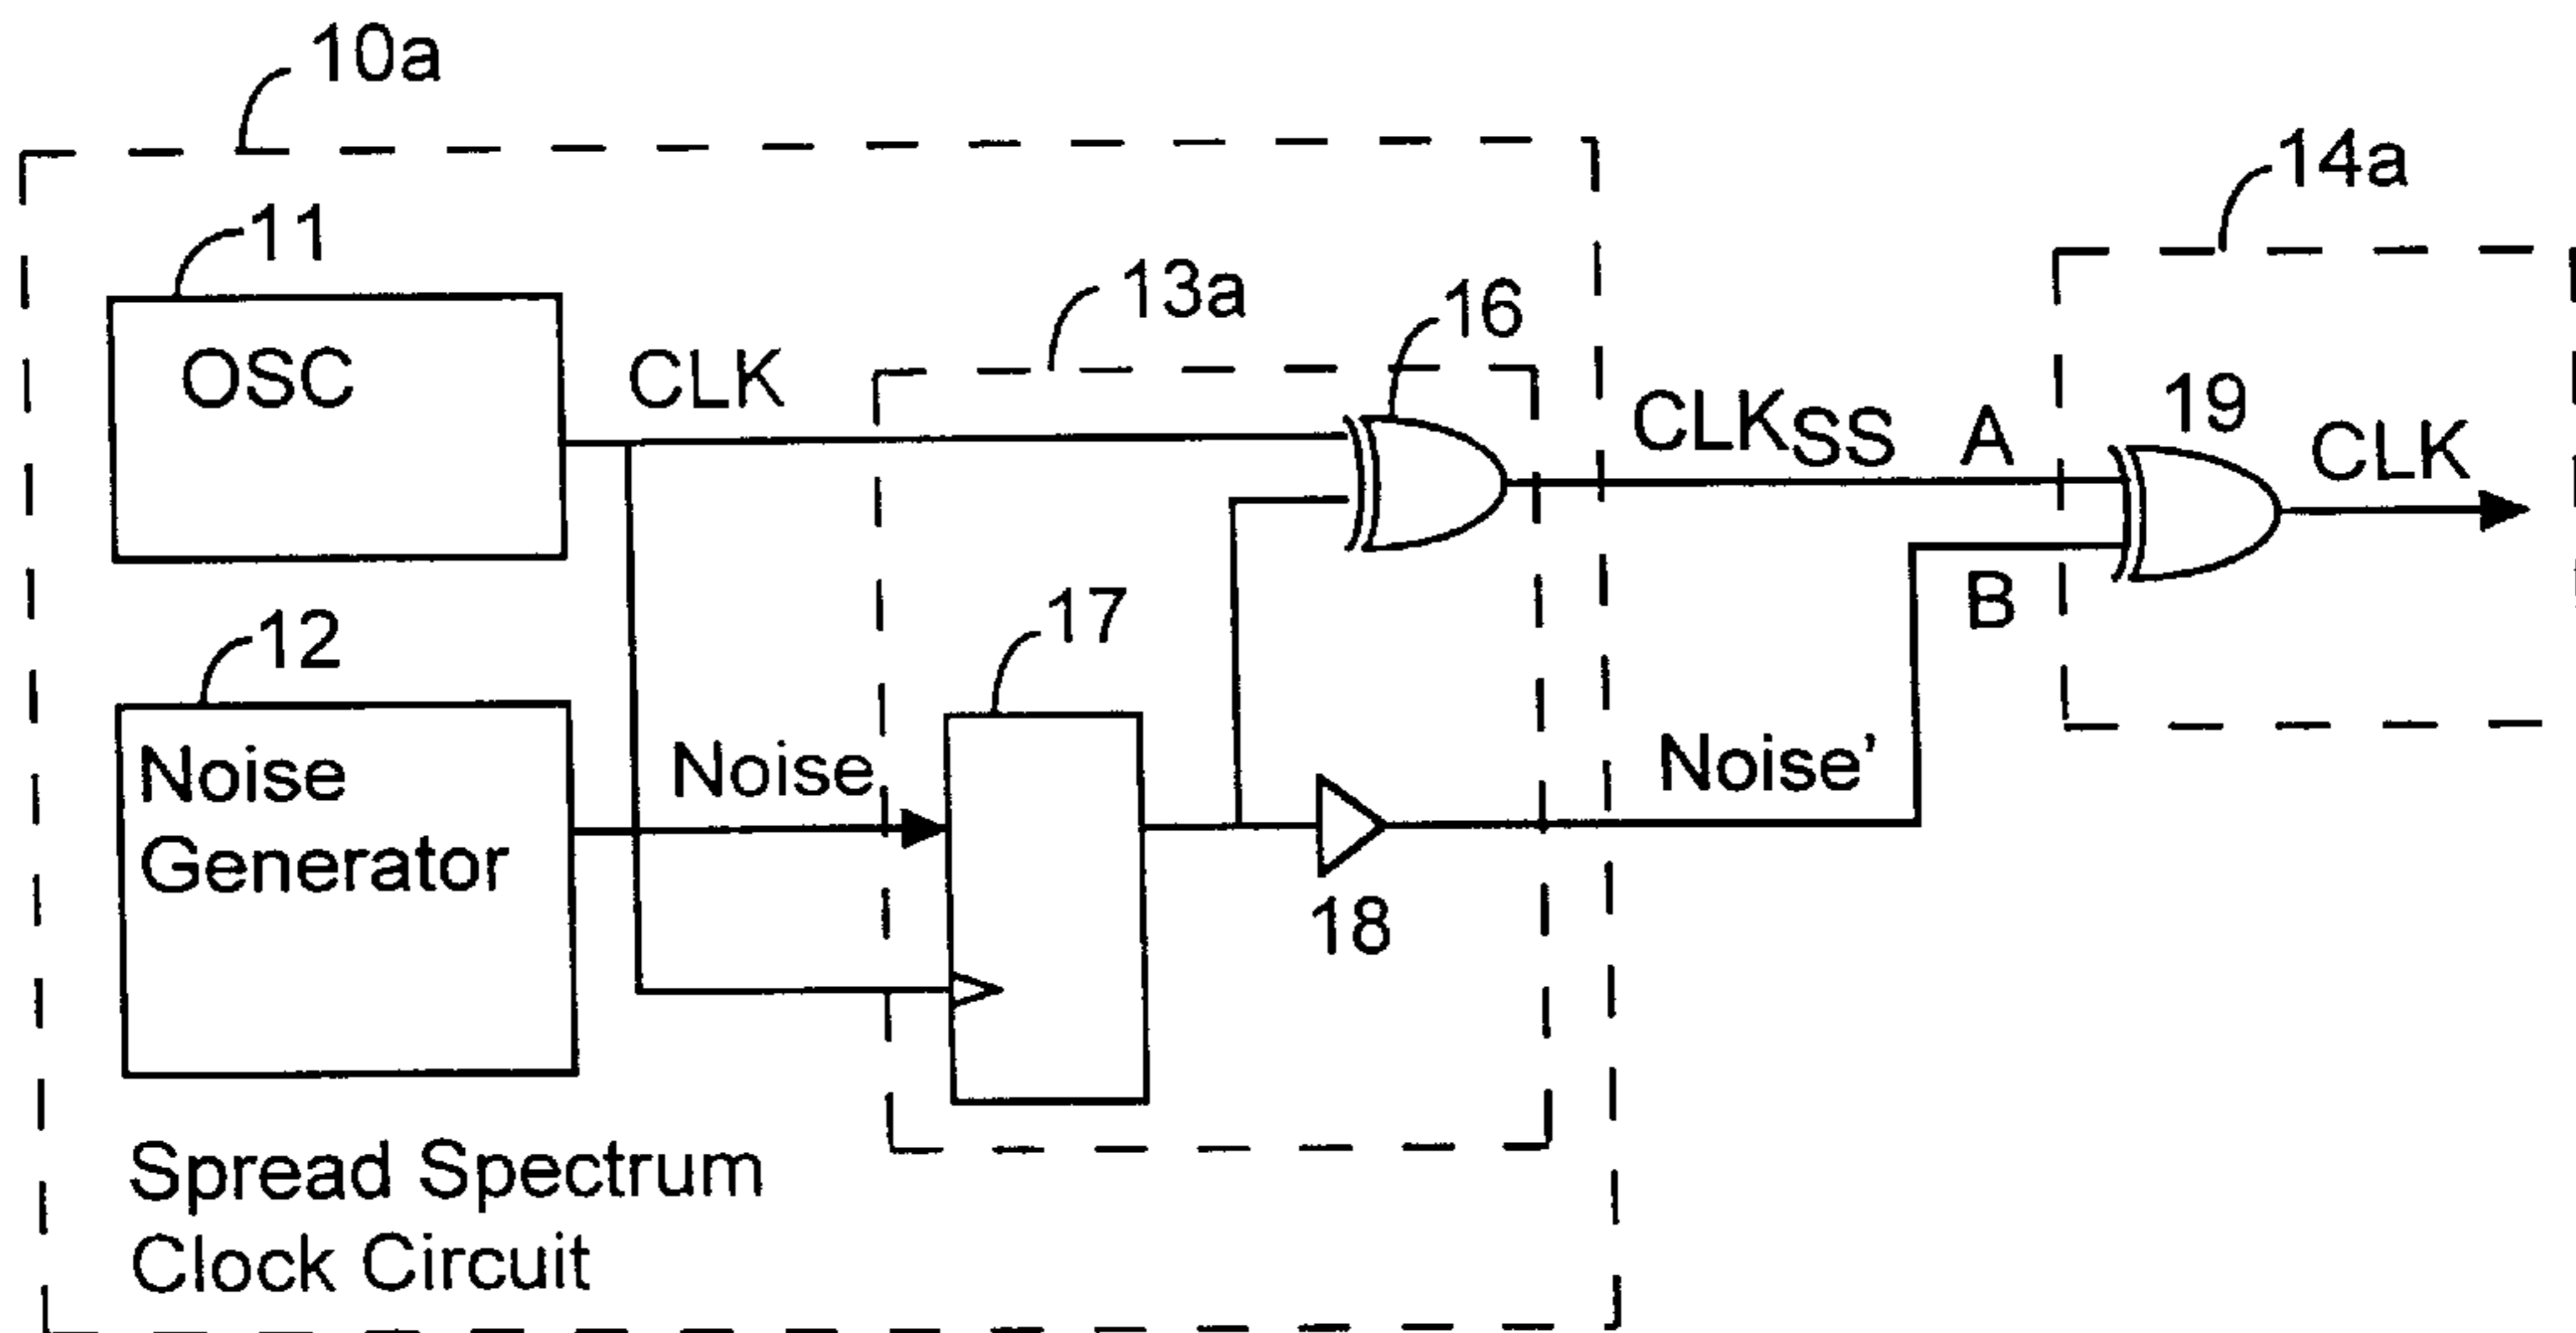 10a
14a
11
13a
16
OSC
CLK
CLKSS
A
19
CLK
B
12
17
Noise
Generator
Noise
Noise’
18
Spread Spectrum
Clock Circuit